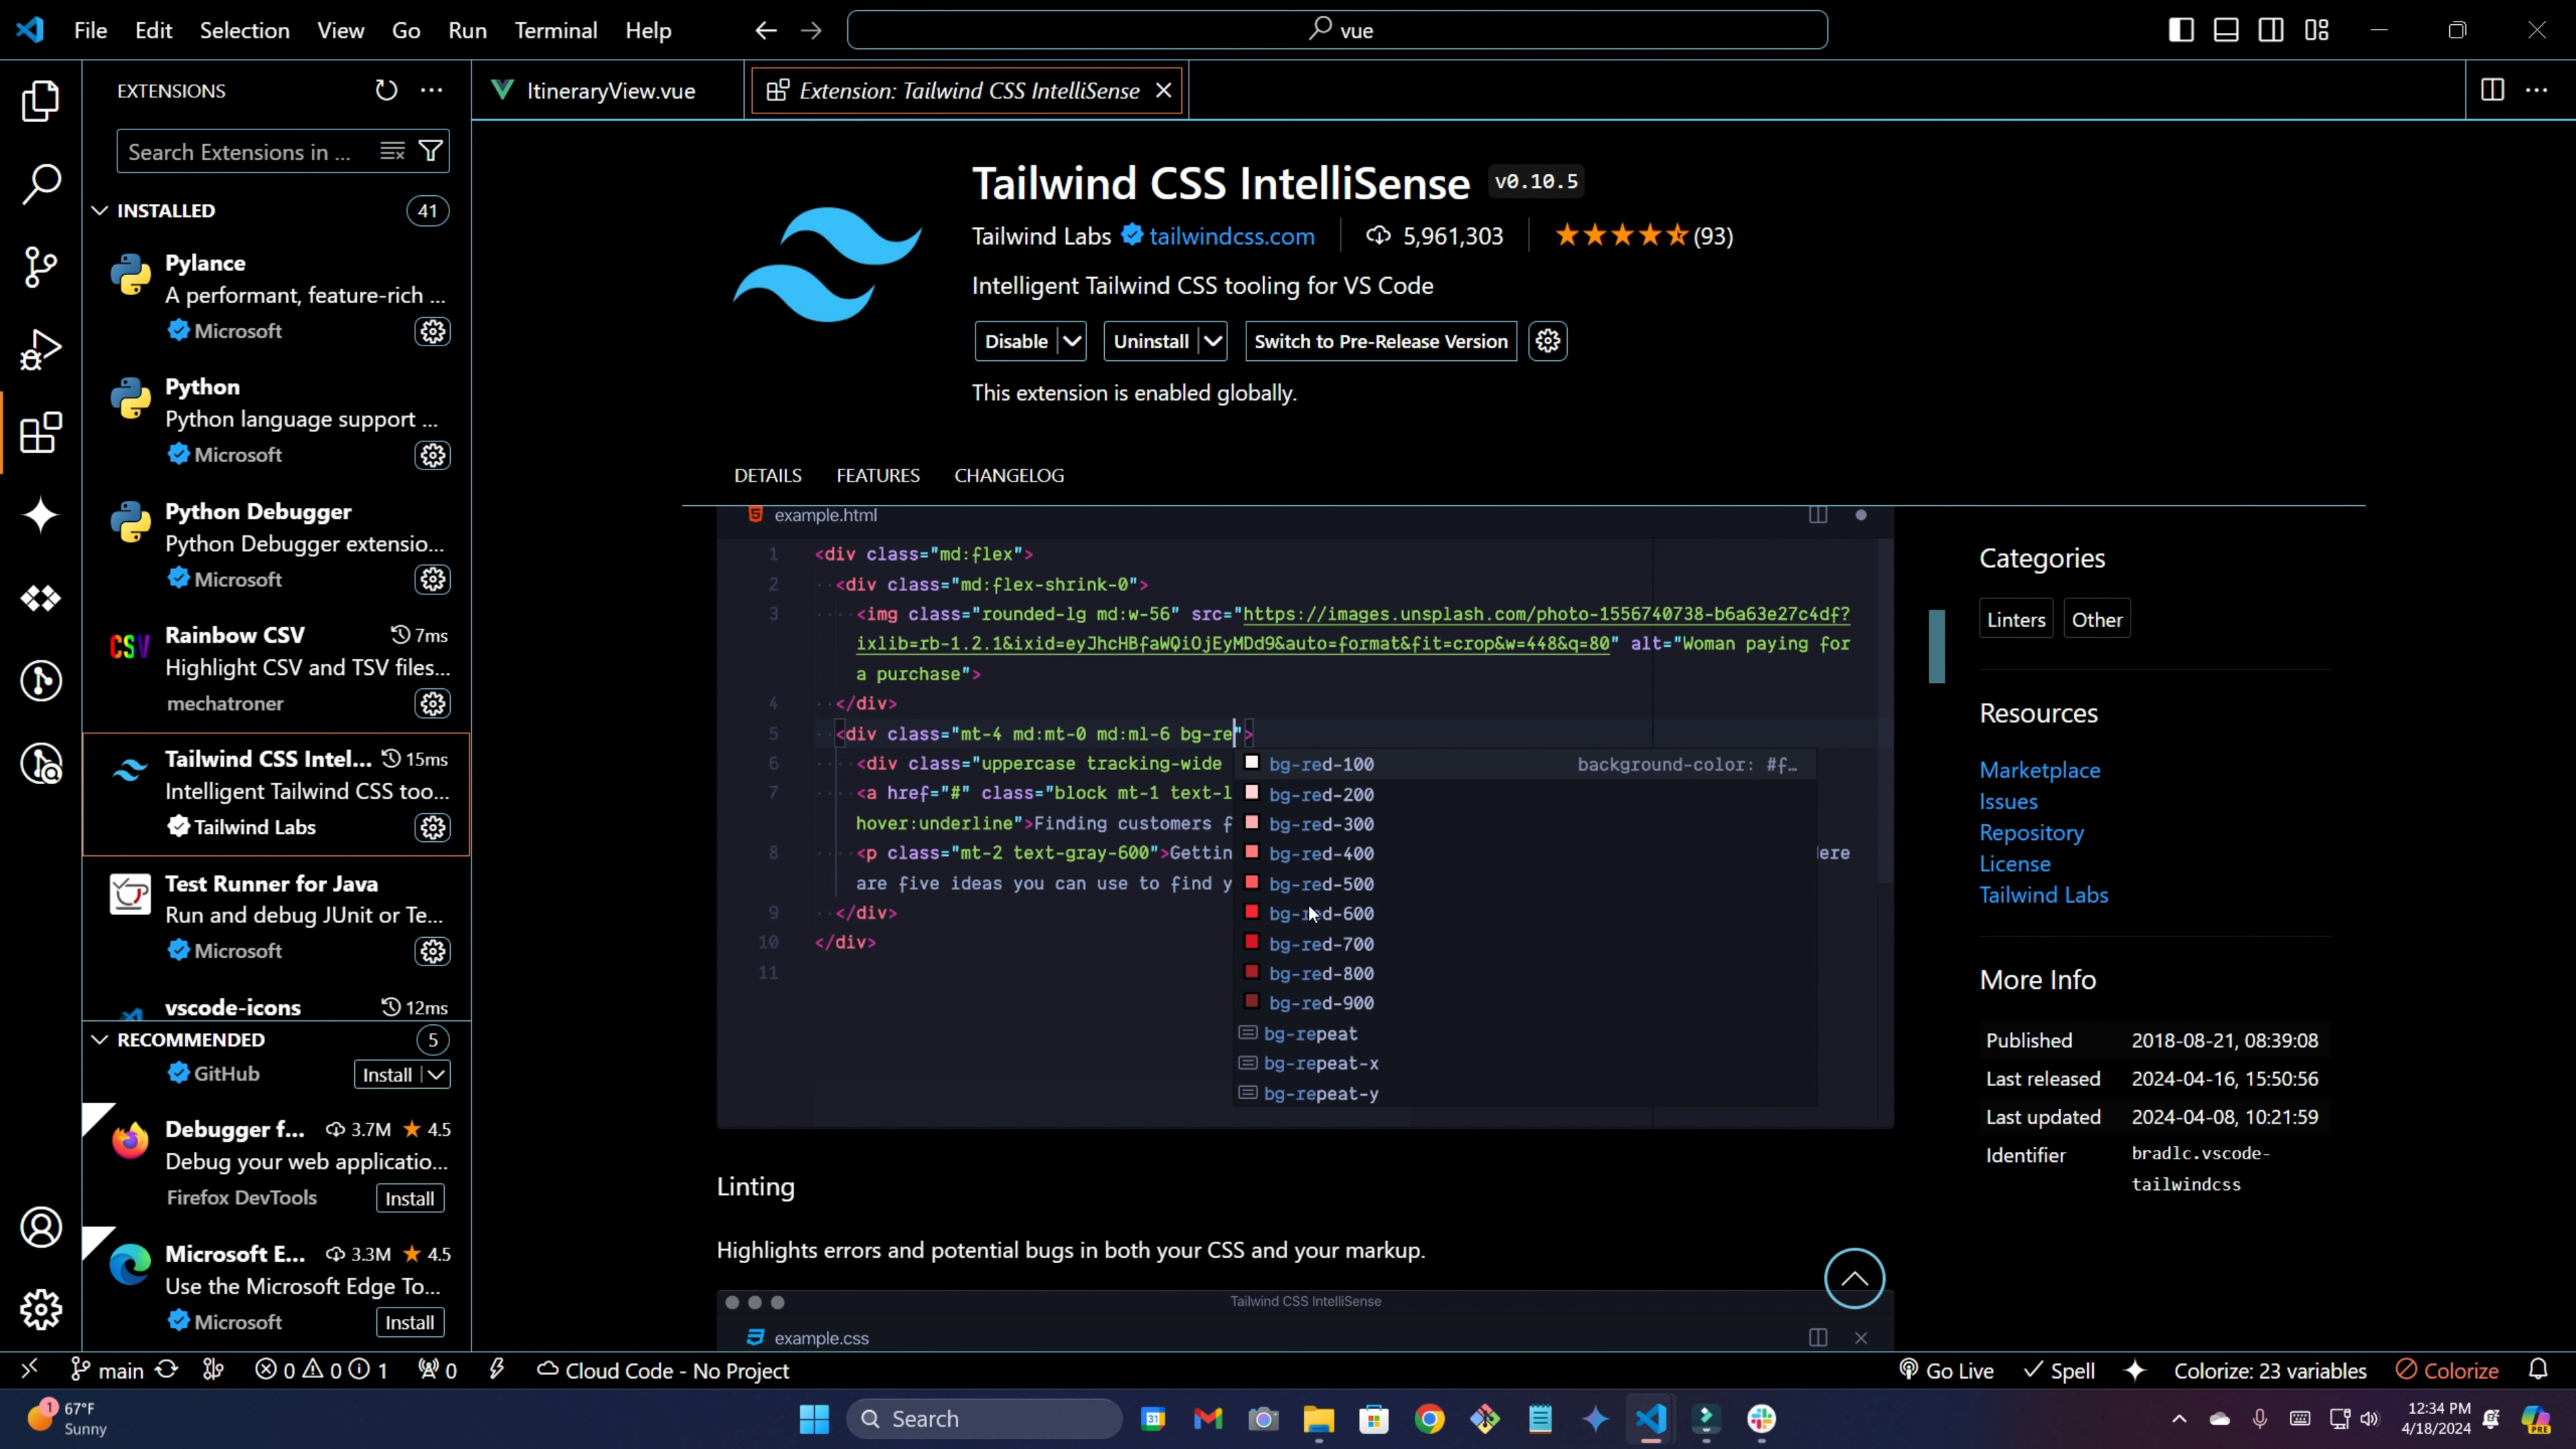 File Edit Selection View Go Run Terminal Help
vue
EXTENSIONS
Search Extensions in ...
INSTALLED 41
Pylance
A performant, feature-rich ...
Microsoft
Python
Python language support ...
Microsoft
Python Debugger
Python Debugger extensio...
Microsoft
Rainbow CSV 7ms
Highlight CSV and TSV files...
mechatroner
Tailwind CSS Intel... 15ms
Intelligent Tailwind CSS too...
Tailwind Labs
Test Runner for Java
Run and debug JUnit or Te...
Microsoft
vscode-icons 12ms
RECOMMENDED 5
GitHub Install
Debugger f... 3.7M 4.5
Debug your web applicatio...
Firefox DevTools Install
Microsoft E... 3.3M 4.5
Use the Microsoft Edge To...
Microsoft Install
ItineraryView.vue Extension: Tailwind CSS IntelliSense
Tailwind CSS IntelliSense v0.10.5
Tailwind Labs tailwindcss.com 5,961,303 (93)
Intelligent Tailwind CSS tooling for VS Code
Disable Uninstall Switch to Pre-Release Version
This extension is enabled globally.
DETAILS FEATURES CHANGELOG
example.html
1 <div class="md:flex">
2 <div class="md:flex-shrink-0">
3 <img class="rounded-lg md:w-56" src="https://images.unsplash.com/photo-1556740738-b6a63e27c4df?
ixlib=rb-1.2.1&ixid=eyJhcHBfaWQiOjEyMDd9&auto=format&fit=crop&w=448&q=80" alt="Woman paying for
a purchase">
4 </div>
5 <div class="mt-4 md:mt-0 md:ml-6 bg-re">
6 <div class="uppercase tracking-wide
7 <a href="#" class="block mt-1 text-l
hover:underline">Finding customers f
8 <p class="mt-2 text-gray-600">Gettin ere
are five ideas you can use to find y
9 </div>
10 </div>
11
bg-red-100 background-color: #f…
bg-red-200
bg-red-300
bg-red-400
bg-red-500
bg-red-600
bg-red-700
bg-red-800
bg-red-900
bg-repeat
bg-repeat-x
bg-repeat-y
Linting
Highlights errors and potential bugs in both your CSS and your markup.
Tailwind CSS IntelliSense
example.css
Categories
Linters Other
Resources
Marketplace
Issues
Repository
License
Tailwind Labs
More Info
Published 2018-08-21, 08:39:08
Last released 2024-04-16, 15:50:56
Last updated 2024-04-08, 10:21:59
Identifier bradlc.vscode-
tailwindcss
main 0 0 1 0 Cloud Code - No Project Go Live Spell Colorize: 23 variables Colorize
1 67°F
Sunny
Search
31
12:34 PM
4/18/2024
PRE